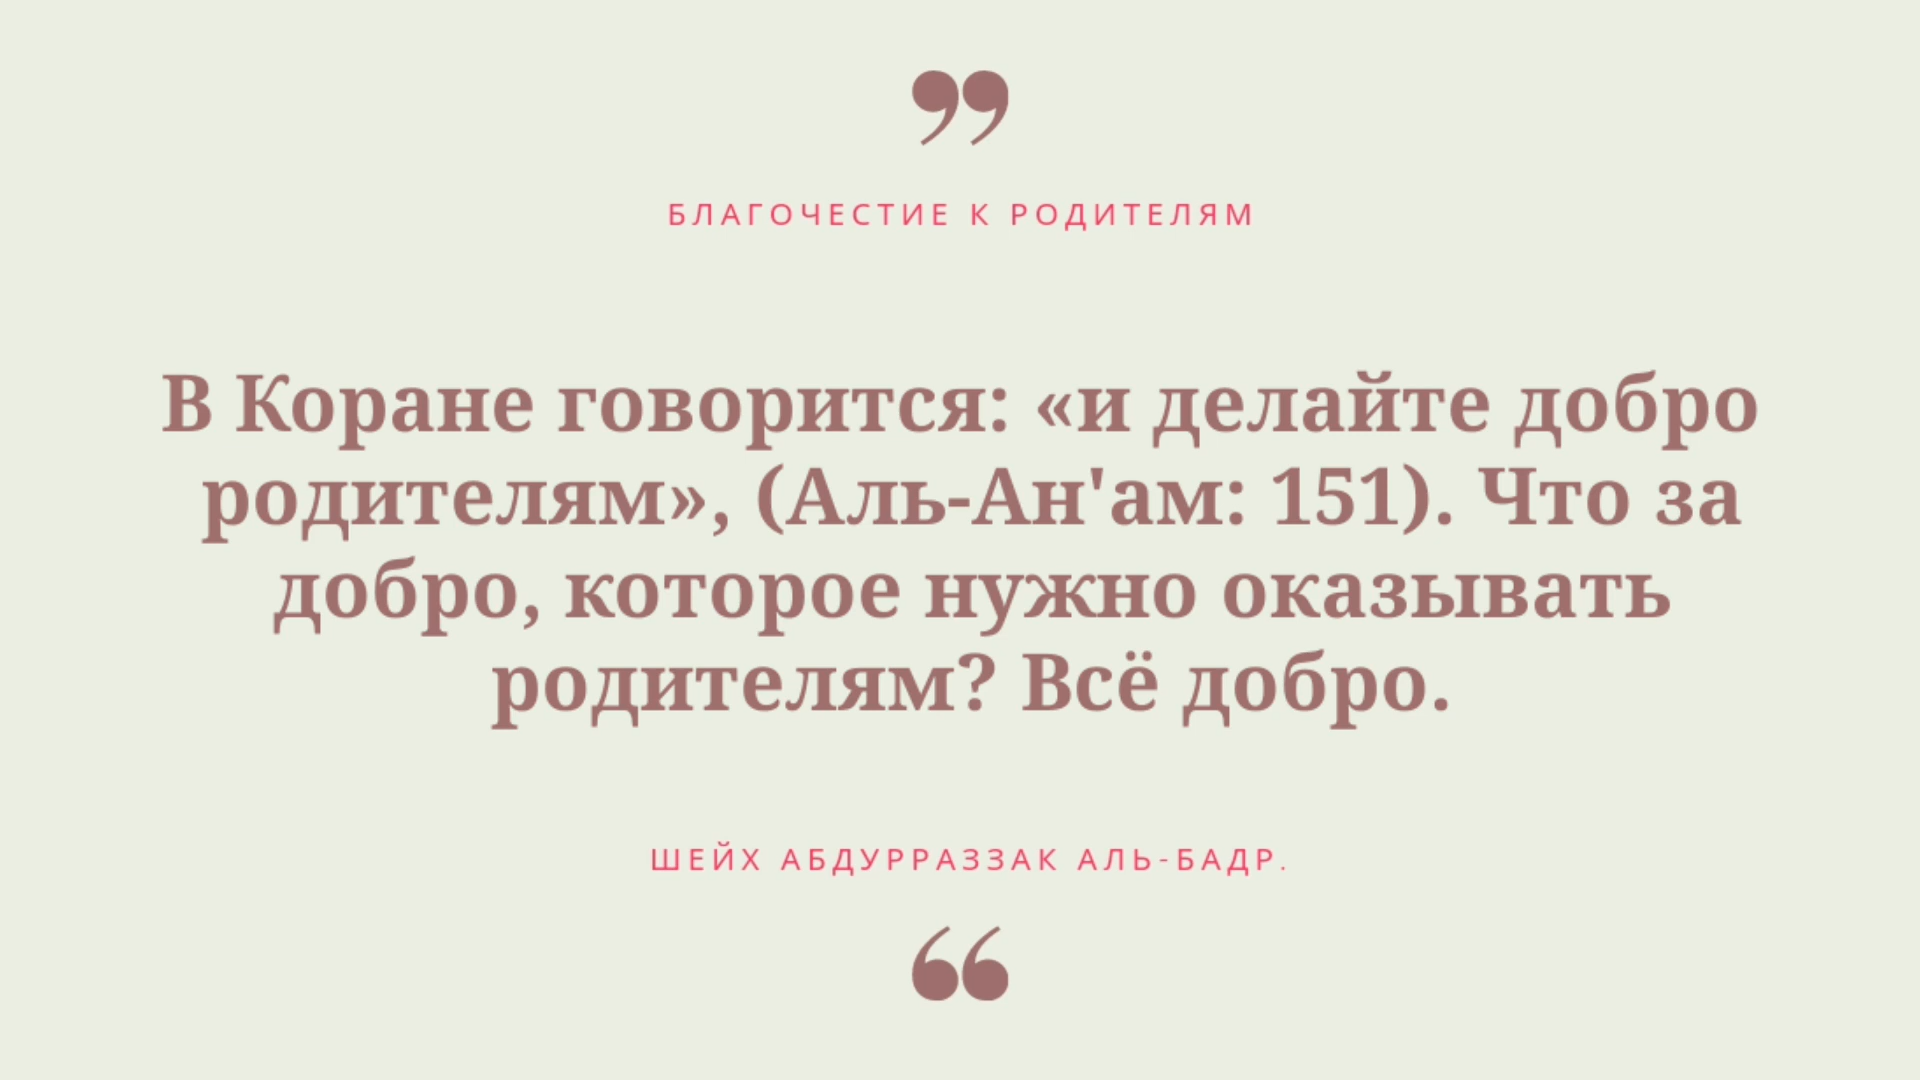 ”
БЛАГОЧЕСТИЕ К РОДИТЕЛЯМ
В Коране говорится: «и делайте добро
родителям», (Аль-Ан'ам: 151). Что за
добро, которое нужно оказывать
родителям? Всё добро.
ШЕЙХ АБДУРРАЗЗАК АЛЬ-БАДР.
“